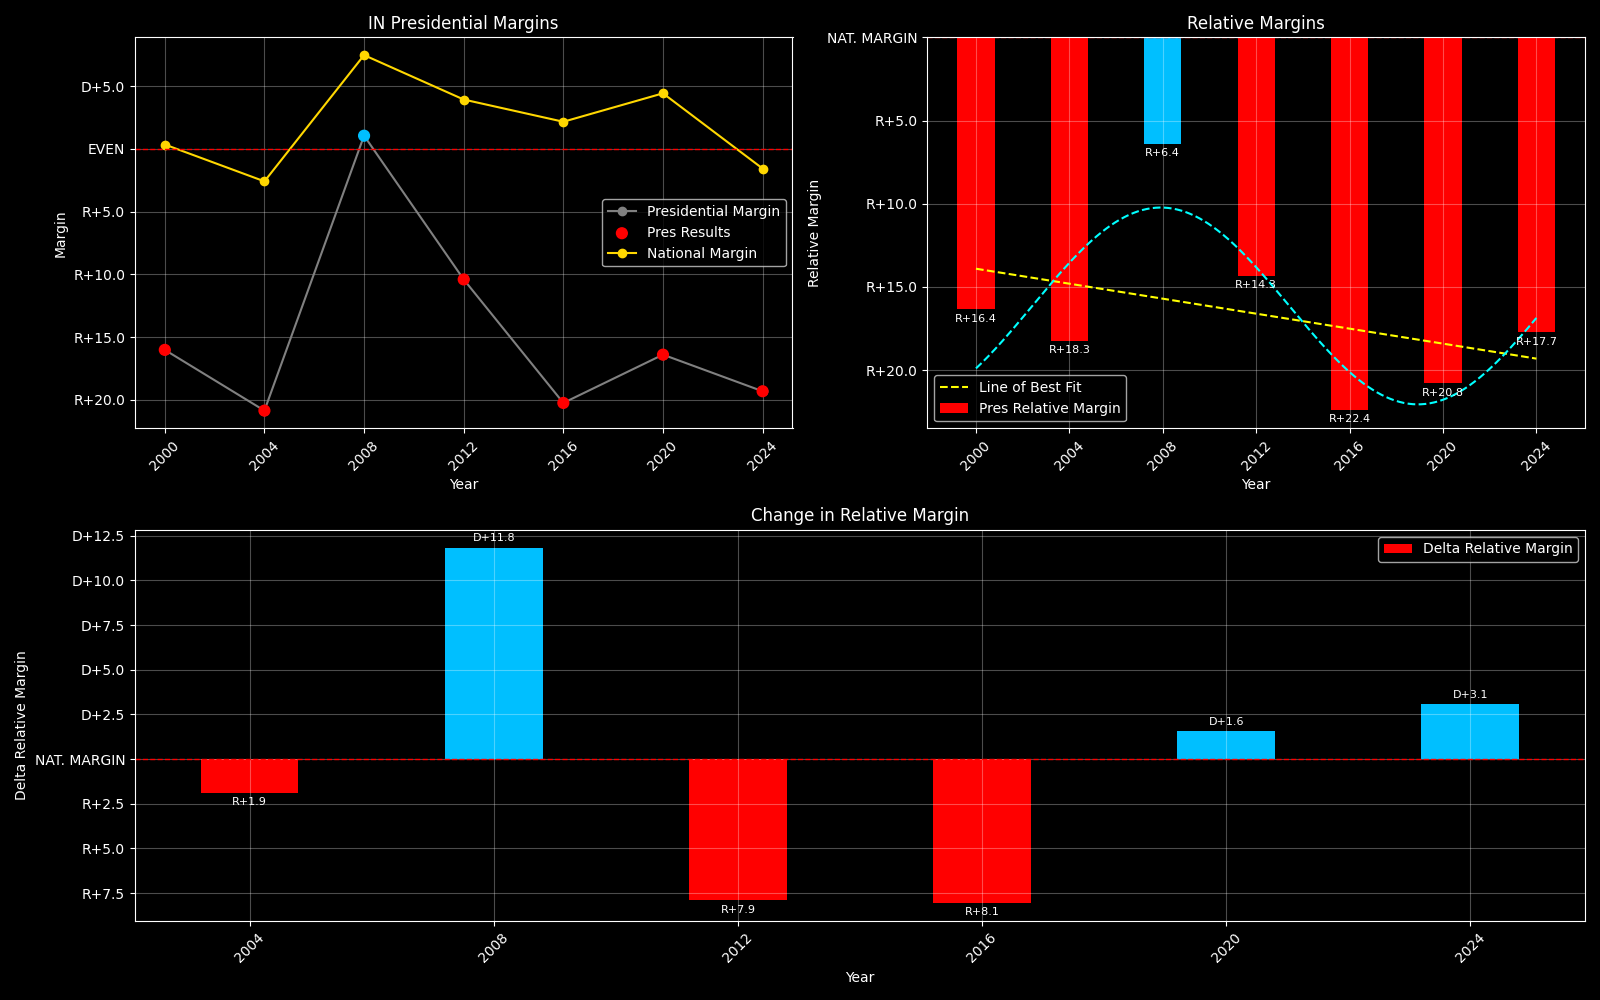 IN Presidential Margins
D+5.0
EVEN
R+5.0
R+10.0
R+15.0
R+20.0
Margin
Presidential Margin
Pres Results
National Margin
2000
2004
2008
2012
2016
2020
2024
Year
Relative Margins
NAT. MARGIN
R+5.0
R+10.0
R+15.0
R+20.0
Relative Margin
R+16.4
R+18.3
R+6.4
R+14.3
R+22.4
R+20.8
R+17.7
Line of Best Fit
Pres Relative Margin
2000
2004
2008
2012
2016
2020
2024
Year
Change in Relative Margin
D+12.5
D+10.0
D+7.5
D+5.0
D+2.5
NAT. MARGIN
R+2.5
R+5.0
R+7.5
Delta Relative Margin
R+1.9
D+11.8
R+7.9
R+8.1
D+1.6
D+3.1
Delta Relative Margin
2004
2008
2012
2016
2020
2024
Year